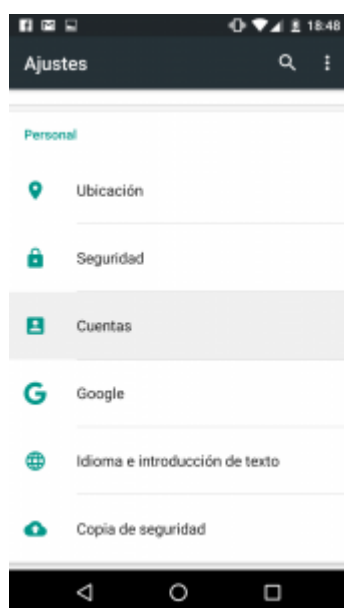 18:48
Ajustes
Personal
Ubicación
Seguridad
Cuentas
Google
Idioma e introducción de texto
Copia de seguridad